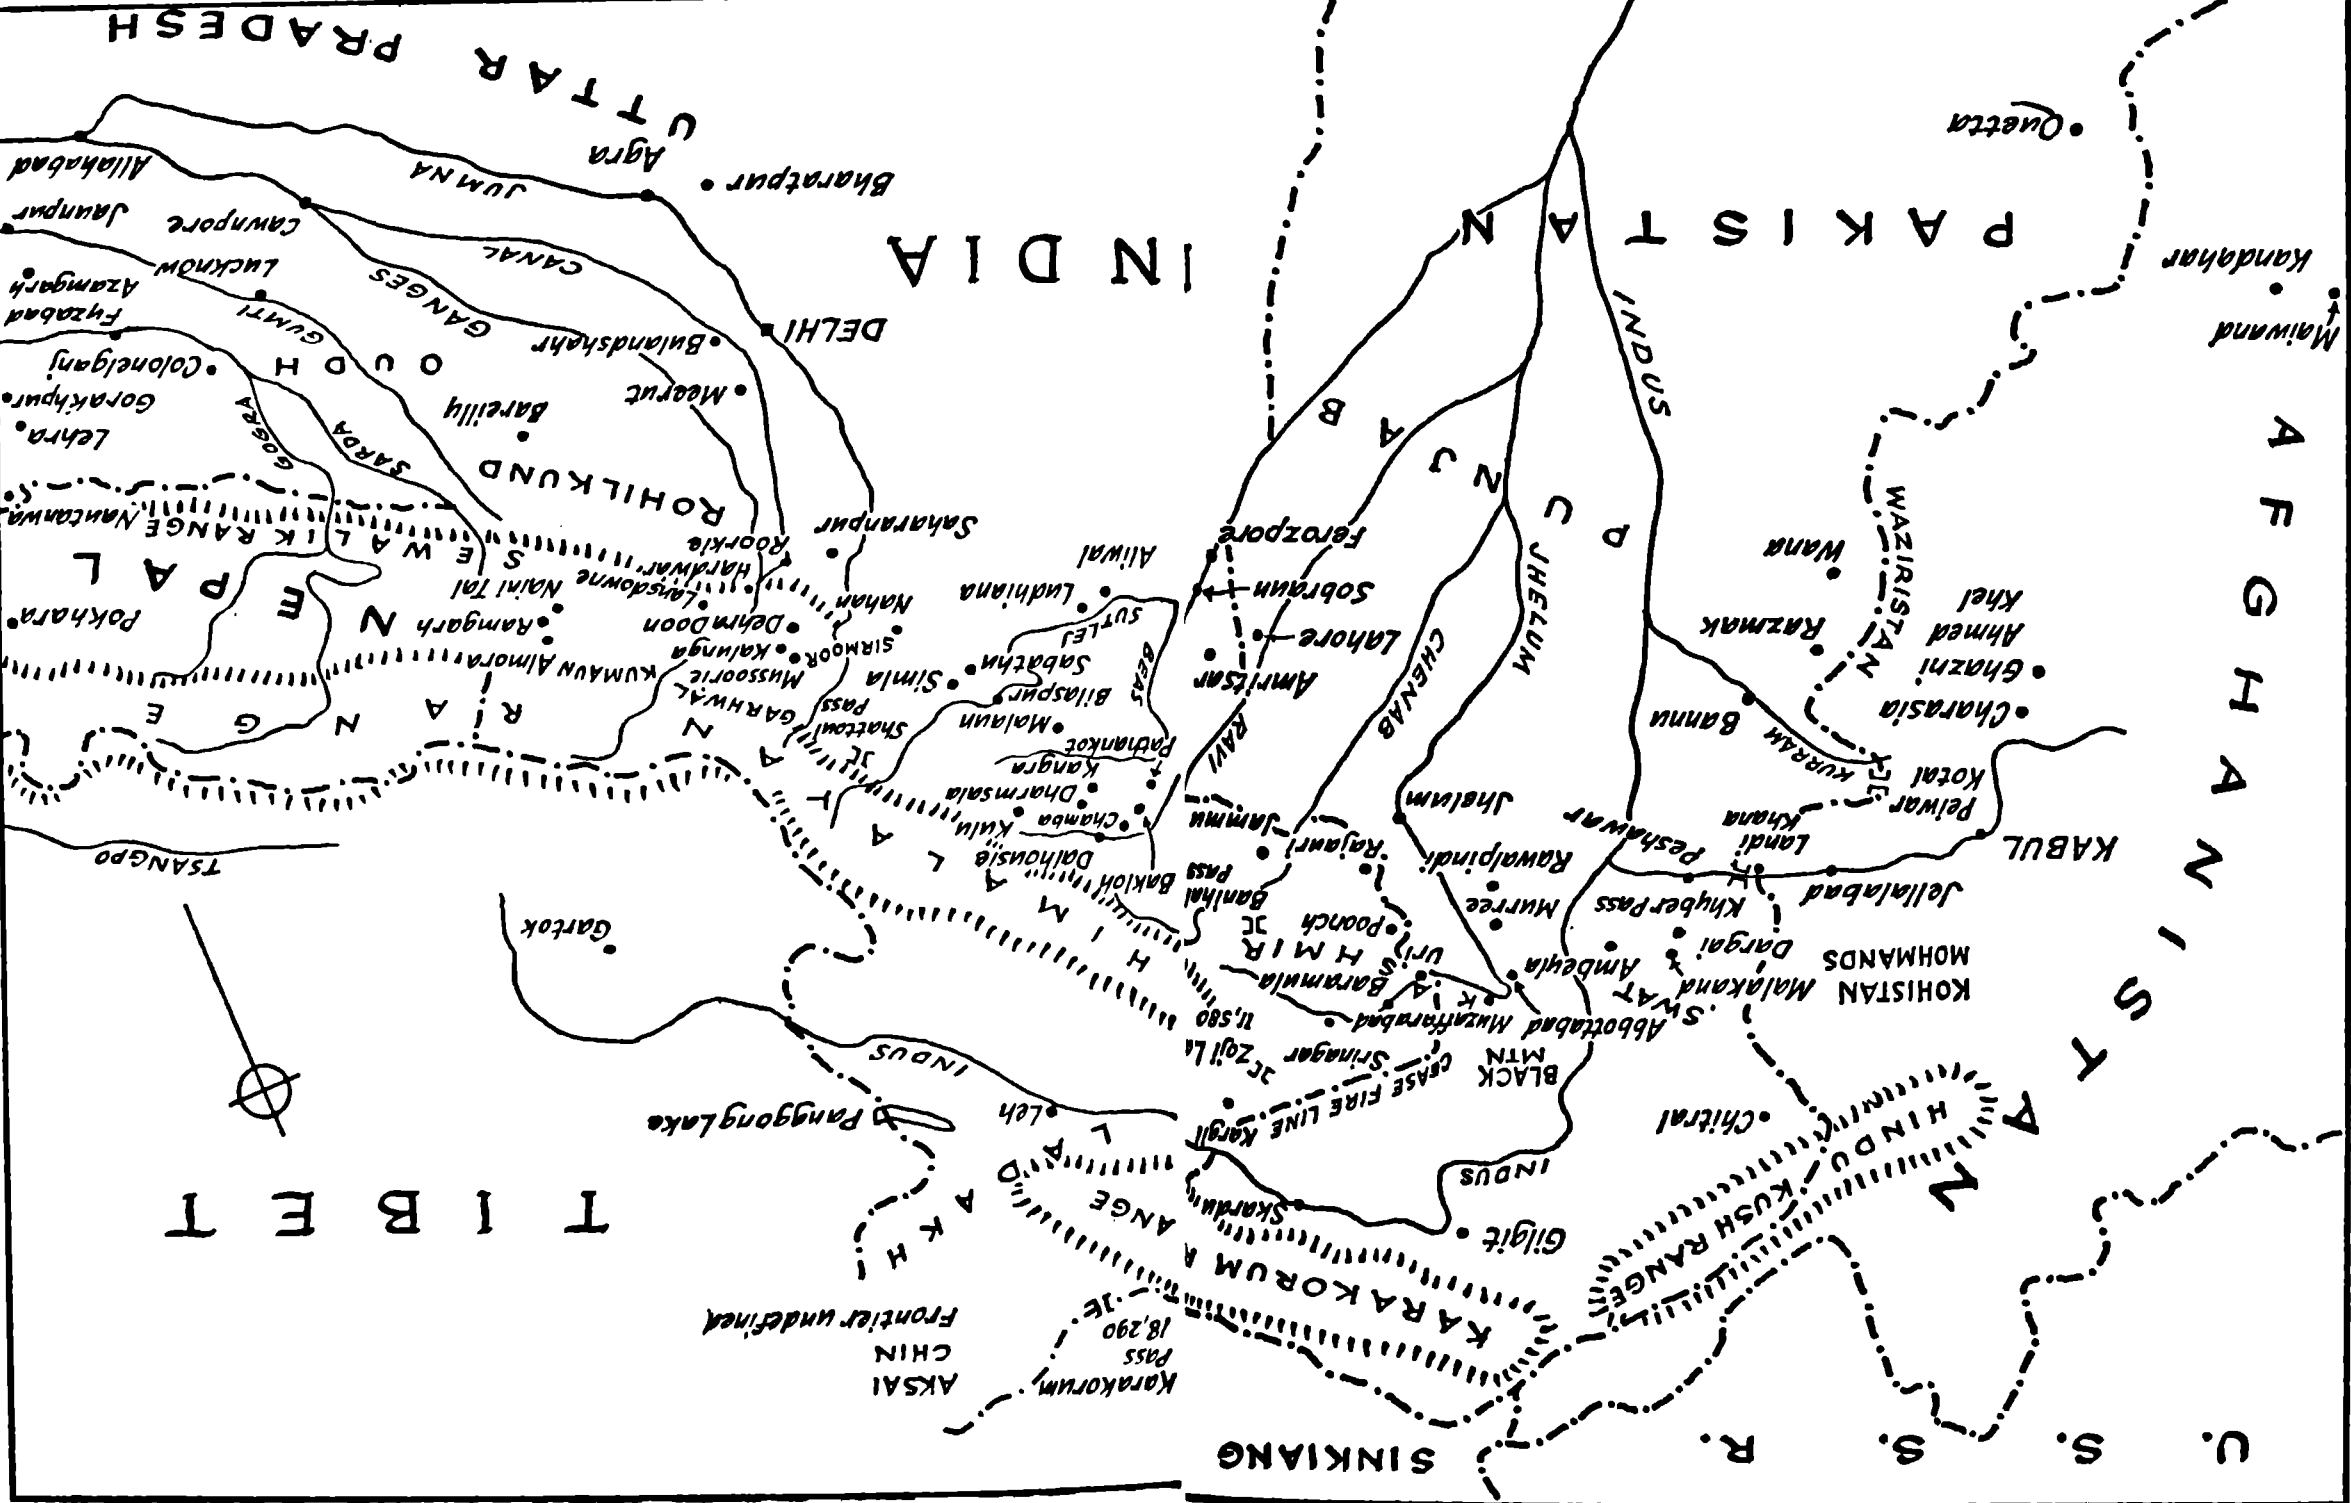 U. S. S. R.
SINKIANG
AFGHANISTAN
HINDU
KUSH RANGE
KARAKORUM RANGE
Karakorum
Pass
18,290
AKSAI
CHIN
Frontier undefined
TIBET
LADAKH
Gilgit
Skardu
INDUS
Chitral
Kargil
CEASE FIRE LINE
Leh
Panggong Lake
INDUS
BLACK
MTN
Zoji La
11,580
Srinagar
Abbottabad
Muzaffarabad
SWAT
KOHISTAN
MOHMANDS
Malakand
Dargai
Ambeyla
Uri
Baramula
KASHMIR
Gartok
Jellalabad
Khyber Pass
Murree
Poonch
Banihal
Pass
KABUL
Landi
Khana
Peshawar
Rawalpindi
Rajauri
Jammu
Bakloh
Dalhousie
HIMALAYAN RANGE
TSANGPO
Peiwar
Kotal
KURRAM
Jhelum
Chamba
Kulu
Dharmsala
Kangra
Pathankot
Charasia
Ghazni
Ahmed
Khel
Bannu
CHENAB
RAVI
Malaun
Bilaspur
Sabathu
Simla
Shattoul
Pass
GARHWAL
Mussoorie
Kalunga
KUMAUN
Almora
WAZIRISTAN
Razmak
Wana
JHELUM
Lahore
Amritsar
BEAS
SUTLEJ
SIRMOOR
Nahan
Dehra Doon
Lansdowne
Ramgarh
Naini Tal
NEPAL
Pokhara
Sobraun
Ferozpore
Ludhiana
Aliwal
Saharanpur
Hardwar
Roorkie
SEWALIK RANGE
Nautanwa
PUNJAB
ROHILKUND
Bareilly
SARDA
GOGRA
Lehra
Gorakhpur
Maiwand
Kandahar
INDUS
Meerut
OUDH
Colonelganj
DELHI
Bulandshahr
GUMTI
Fyzabad
Azamgarh
PAKISTAN
INDIA
GANGES
CANAL
Lucknow
Cawnpore
Jaunpur
Quetta
Bharatpur
Agra
JUMNA
Allahabad
UTTAR PRADESH